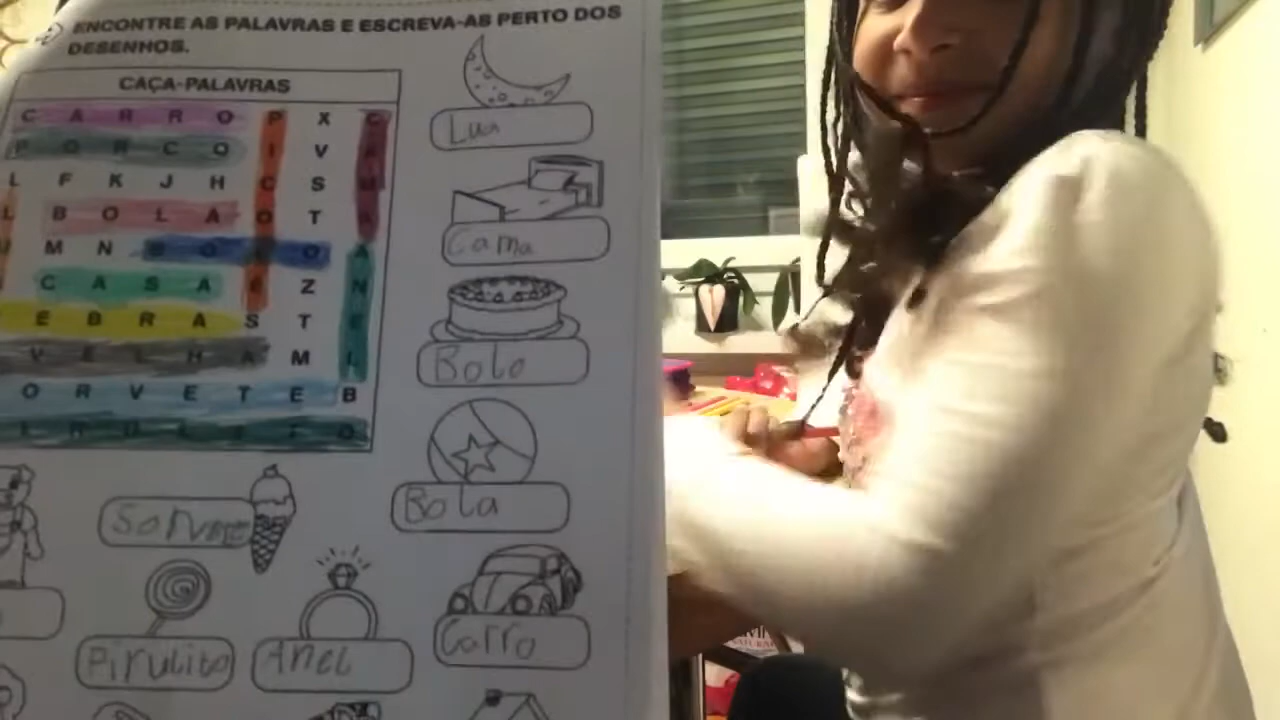 ENCONTRE AS PALAVRAS E ESCREVA-AS PERTO DOS
DESENHOS.
CAÇA-PALAVRAS
C A R R O P X C
P O R C O I V A
L F K J H C S M
L B O L A O T A
U M N B O L O A
C A S A É Z N
E B R A S T E
V E L H A M L
O R V E T E B
Lua
Cama
Bolo
Bola
Sorvete
Carro
Pirulito
Anel